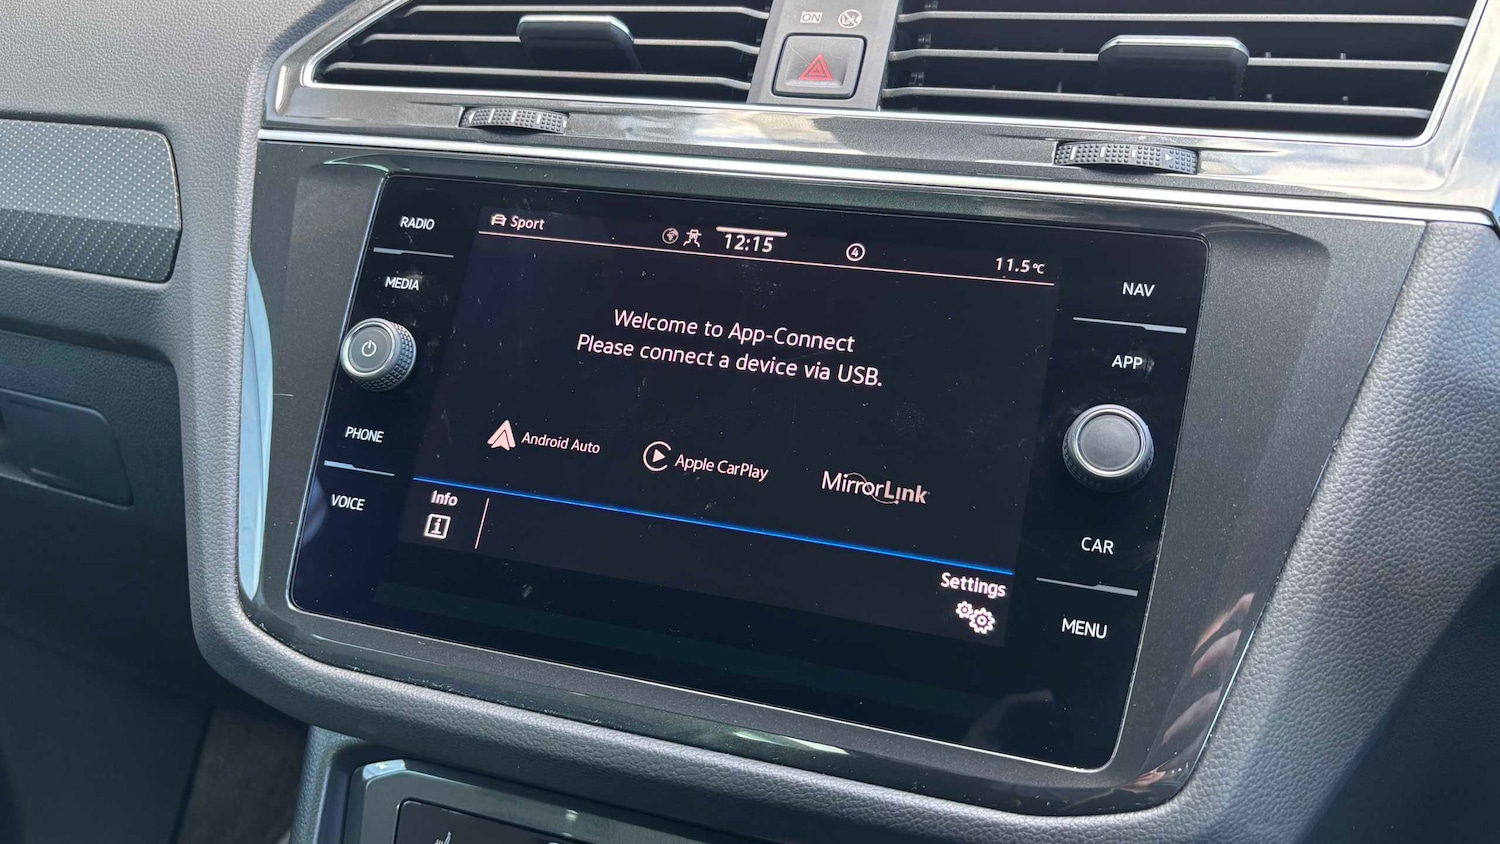 ON
RADIO
MEDIA
PHONE
VOICE
Sport
12:15
4
11.5°C
Welcome to App-Connect
Please connect a device via USB.
Android Auto
Apple CarPlay
MirrorLink
Info
i
Settings
NAV
APP
CAR
MENU